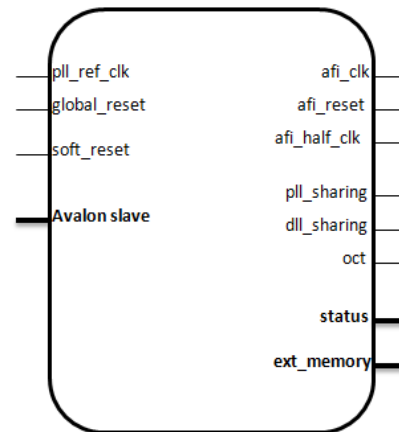 pll_ref_clk
global_reset
soft_reset
Avalon slave
afi_clk
afi_reset
afi_half_clk
pll_sharing
dll_sharing
oct
status
ext_memory